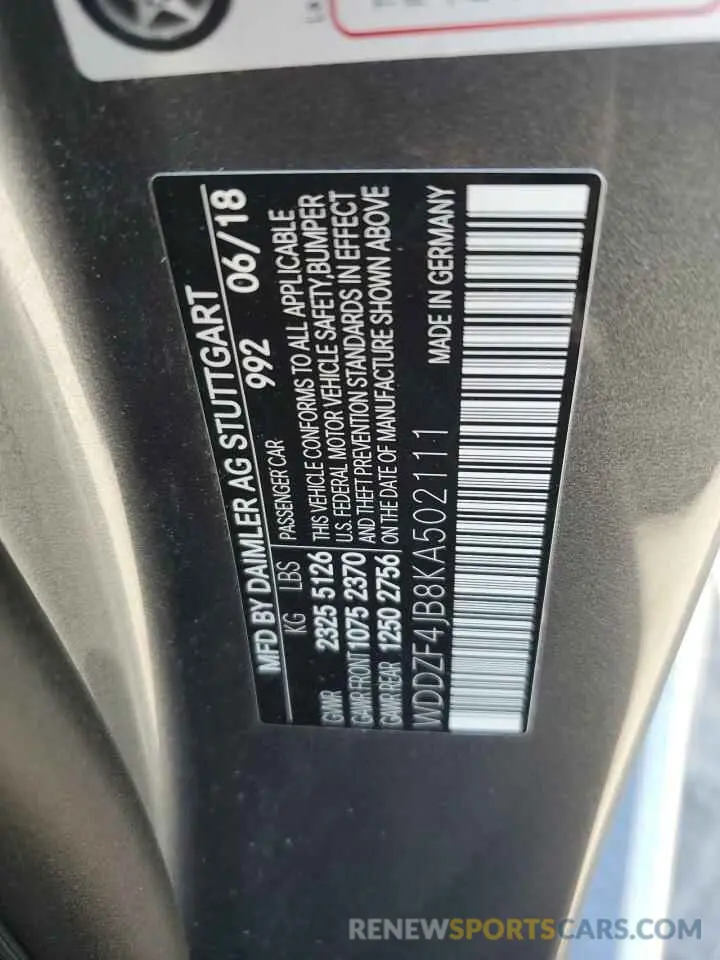 MFD BY DAIMLER AG STUTTGART
992 06/18
KG LBS
PASSENGER CAR
GVWR 2325 5126
GAWR FRONT 1075 2370
GAWR REAR 1250 2756
THIS VEHICLE CONFORMS TO ALL APPLICABLE
U.S. FEDERAL MOTOR VEHICLE SAFETY,BUMPER
AND THEFT PREVENTION STANDARDS IN EFFECT
ON THE DATE OF MANUFACTURE SHOWN ABOVE
WDDZF4JB8KA502111
MADE IN GERMANY
RENEWSPORTSCARS.COM